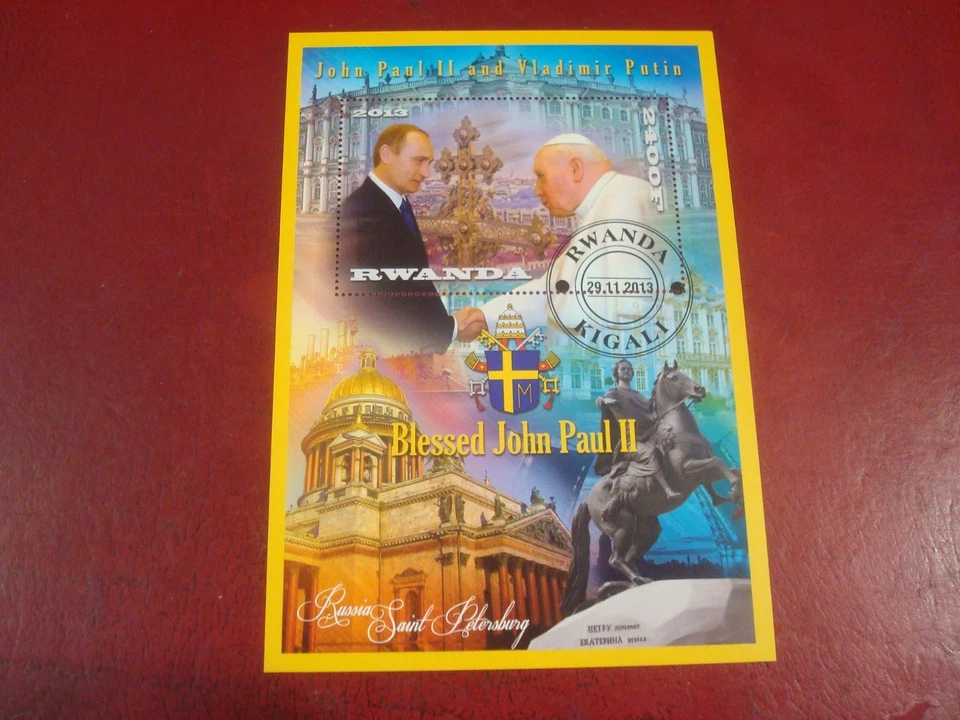 John Paul II and Vladimir Putin
2013
2400F
RWANDA
RWANDA
29.11.2013
KIGALI
M
Blessed John Paul II
Russia Saint Petersburg
ПЕТРУ
ЕКАТЕРИНА